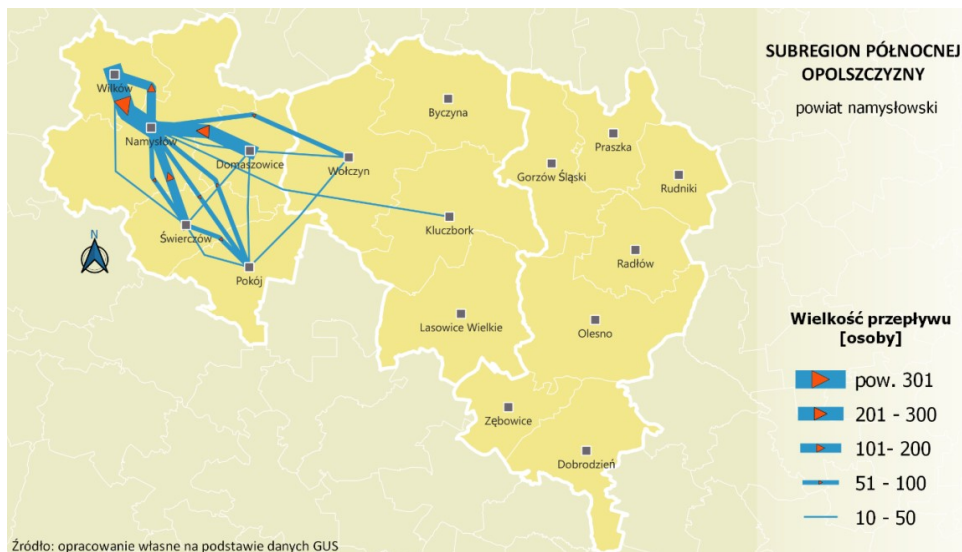 SUBREGION PÓŁNOCNEJ
OPOLSZCZYZNY
powiat namysłowski
Wilków
Namysłów
Domaszowice
Wołczyn
Byczyna
Praszka
Gorzów Śląski
Rudniki
Kluczbork
Świerczów
N
Pokój
Radłów
Lasowice Wielkie
Olesno
Zębowice
Dobrodzień
Wielkość przepływu
[osoby]
pow. 301
201 - 300
101- 200
51 - 100
10 - 50
Źródło: opracowanie własne na podstawie danych GUS